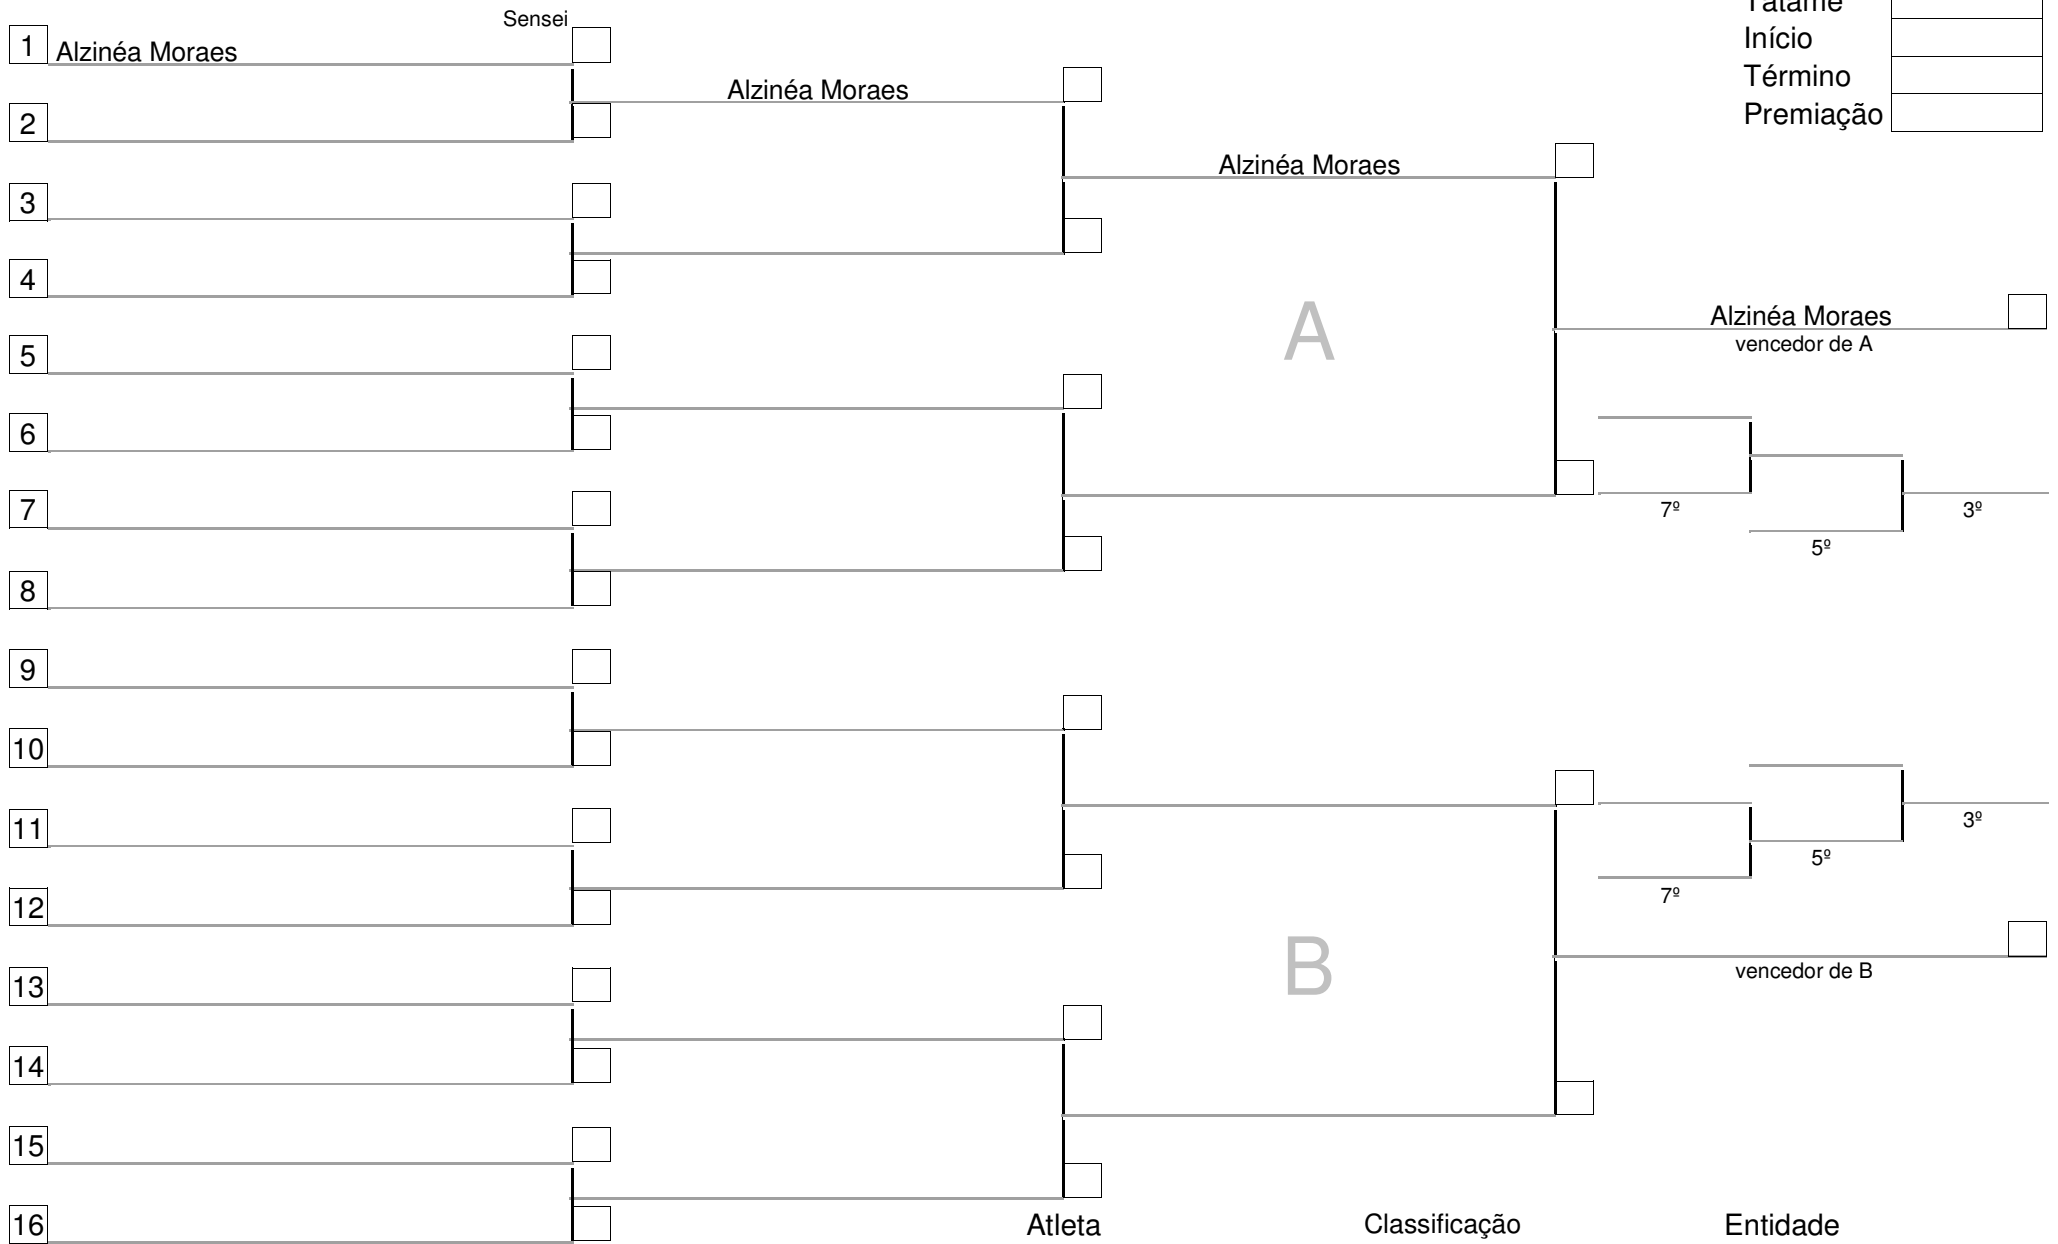 Sensei
Tatame
1 Alzinéa Moraes
Início
Alzinéa Moraes
Término
2
Premiação
Alzinéa Moraes
3
4
Alzinéa Moraes
vencedor de A
A
5
6
7
7º
3º
5º
8
9
10
11
3º
5º
7º
12
B
vencedor de B
13
14
15
16
Atleta
Classificação
Entidade